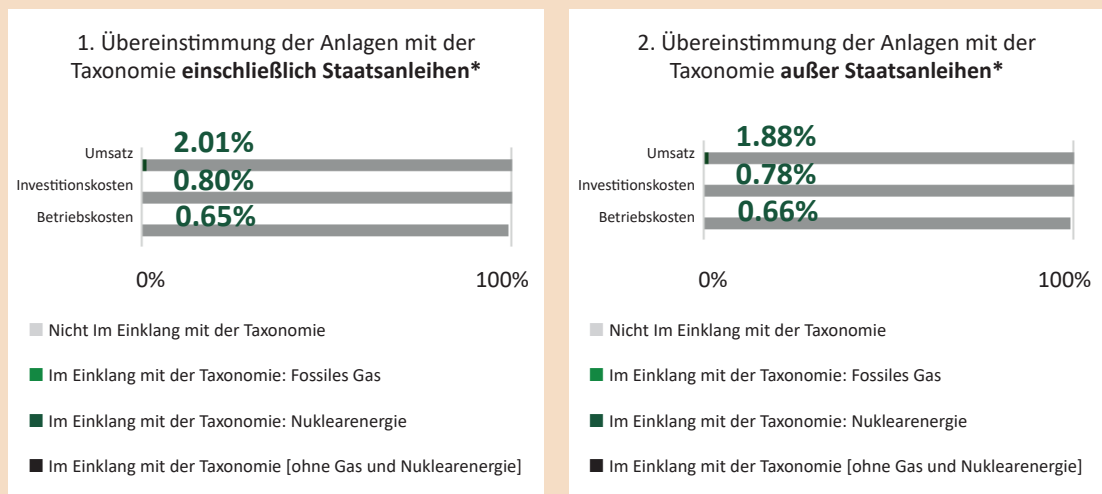 1. Übereinstimmung der Anlagen mit der
Taxonomie einschließlich Staatsanleihen*
Umsatz 2.01%
Investitionskosten 0.80%
Betriebskosten 0.65%
0% 100%
Nicht Im Einklang mit der Taxonomie
Im Einklang mit der Taxonomie: Fossiles Gas
Im Einklang mit der Taxonomie: Nuklearenergie
Im Einklang mit der Taxonomie [ohne Gas und Nuklearenergie]
2. Übereinstimmung der Anlagen mit der
Taxonomie außer Staatsanleihen*
Umsatz 1.88%
Investitionskosten 0.78%
Betriebskosten 0.66%
0% 100%
Nicht Im Einklang mit der Taxonomie
Im Einklang mit der Taxonomie: Fossiles Gas
Im Einklang mit der Taxonomie: Nuklearenergie
Im Einklang mit der Taxonomie [ohne Gas und Nuklearenergie]